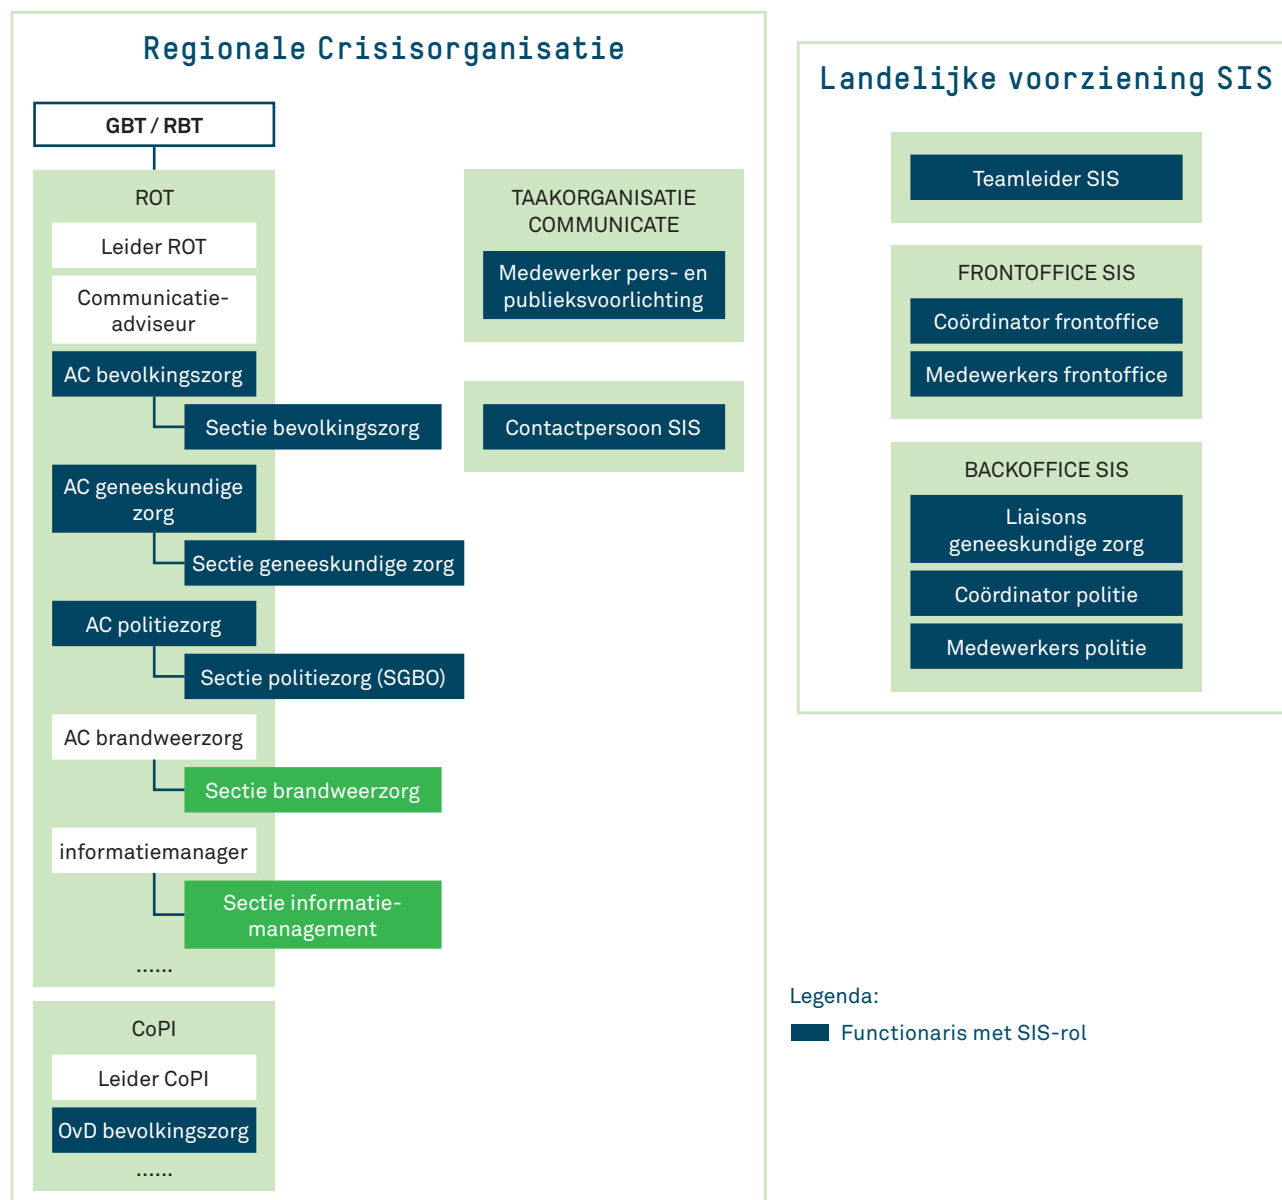 Regionale Crisisorganisatie
GBT / RBT
ROT
Leider ROT
Communicatie-
adviseur
AC bevolkingszorg
Sectie bevolkingszorg
AC geneeskundige
zorg
Sectie geneeskundige zorg
AC politiezorg
Sectie politiezorg (SGBO)
AC brandweerzorg
Sectie brandweerzorg
informatiemanager
Sectie informatie-
management
......
CoPI
Leider CoPI
OvD bevolkingszorg
......
TAAKORGANISATIE
COMMUNICATE
Medewerker pers- en
publieksvoorlichting
Contactpersoon SIS
Landelijke voorziening SIS
Teamleider SIS
FRONTOFFICE SIS
Coördinator frontoffice
Medewerkers frontoffice
BACKOFFICE SIS
Liaisons
geneeskundige zorg
Coördinator politie
Medewerkers politie
Legenda:
Functionaris met SIS-rol